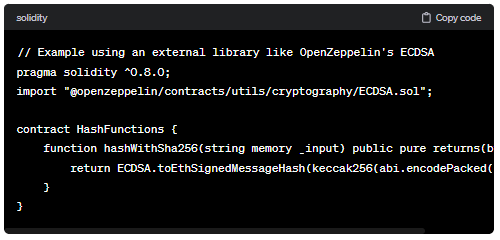 solidity
Copy code
// Example using an external library like OpenZeppelin's ECDSA
pragma solidity ^0.8.0;
import "@openzeppelin/contracts/utils/cryptography/ECDSA.sol";
contract HashFunctions {
    function hashWithSha256(string memory _input) public pure returns(b
        return ECDSA.toEthSignedMessageHash(keccak256(abi.encodePacked(
    }
}